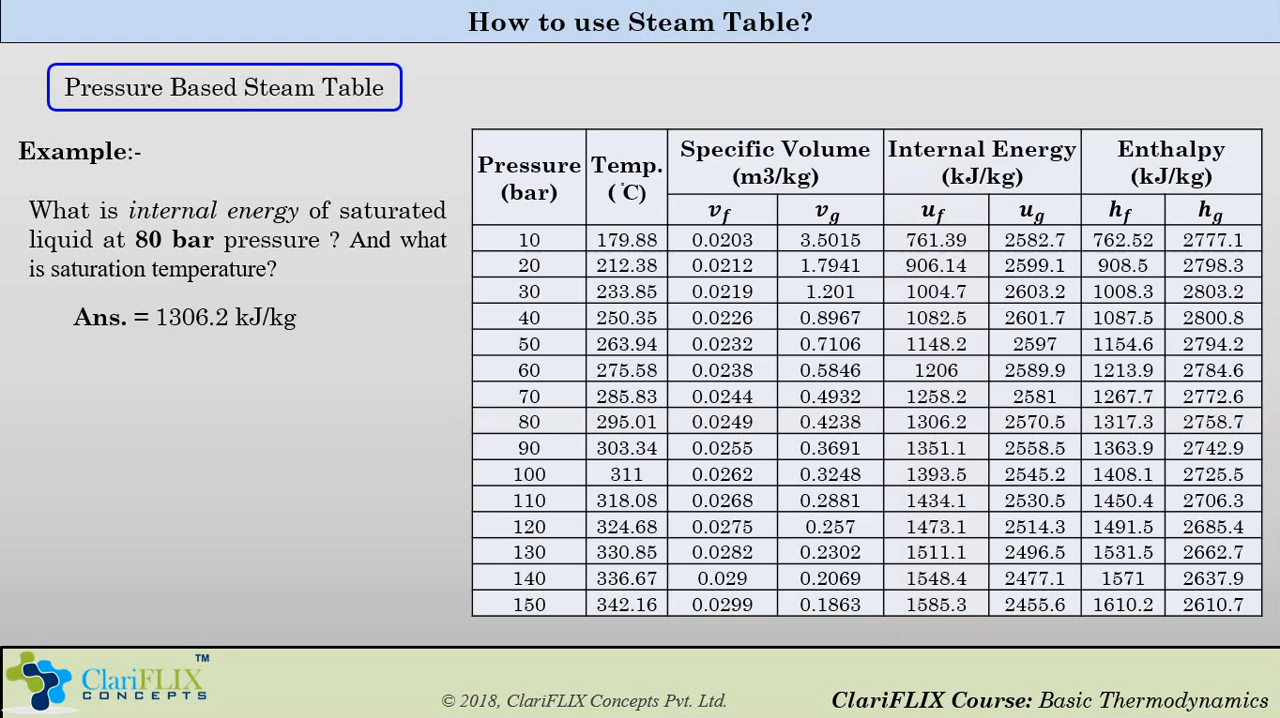 How to use Steam Table?
Pressure Based Steam Table
Example:-
What is internal energy of saturated
liquid at 80 bar pressure ? And what
is saturation temperature?
Ans. = 1306.2 kJ/kg
Pressure (bar) Temp. (°C) Specific Volume (m3/kg) Internal Energy (kJ/kg) Enthalpy (kJ/kg)
vf vg uf ug hf hg
10 179.88 0.0203 3.5015 761.39 2582.7 762.52 2777.1
20 212.38 0.0212 1.7941 906.14 2599.1 908.5 2798.3
30 233.85 0.0219 1.201 1004.7 2603.2 1008.3 2803.2
40 250.35 0.0226 0.8967 1082.5 2601.7 1087.5 2800.8
50 263.94 0.0232 0.7106 1148.2 2597 1154.6 2794.2
60 275.58 0.0238 0.5846 1206 2589.9 1213.9 2784.6
70 285.83 0.0244 0.4932 1258.2 2581 1267.7 2772.6
80 295.01 0.0249 0.4238 1306.2 2570.5 1317.3 2758.7
90 303.34 0.0255 0.3691 1351.1 2558.5 1363.9 2742.9
100 311 0.0262 0.3248 1393.5 2545.2 1408.1 2725.5
110 318.08 0.0268 0.2881 1434.1 2530.5 1450.4 2706.3
120 324.68 0.0275 0.257 1473.1 2514.3 1491.5 2685.4
130 330.85 0.0282 0.2302 1511.1 2496.5 1531.5 2662.7
140 336.67 0.029 0.2069 1548.4 2477.1 1571 2637.9
150 342.16 0.0299 0.1863 1585.3 2455.6 1610.2 2610.7
ClariFLIX TM
CONCEPTS
© 2018, ClariFLIX Concepts Pvt. Ltd.
ClariFLIX Course: Basic Thermodynamics